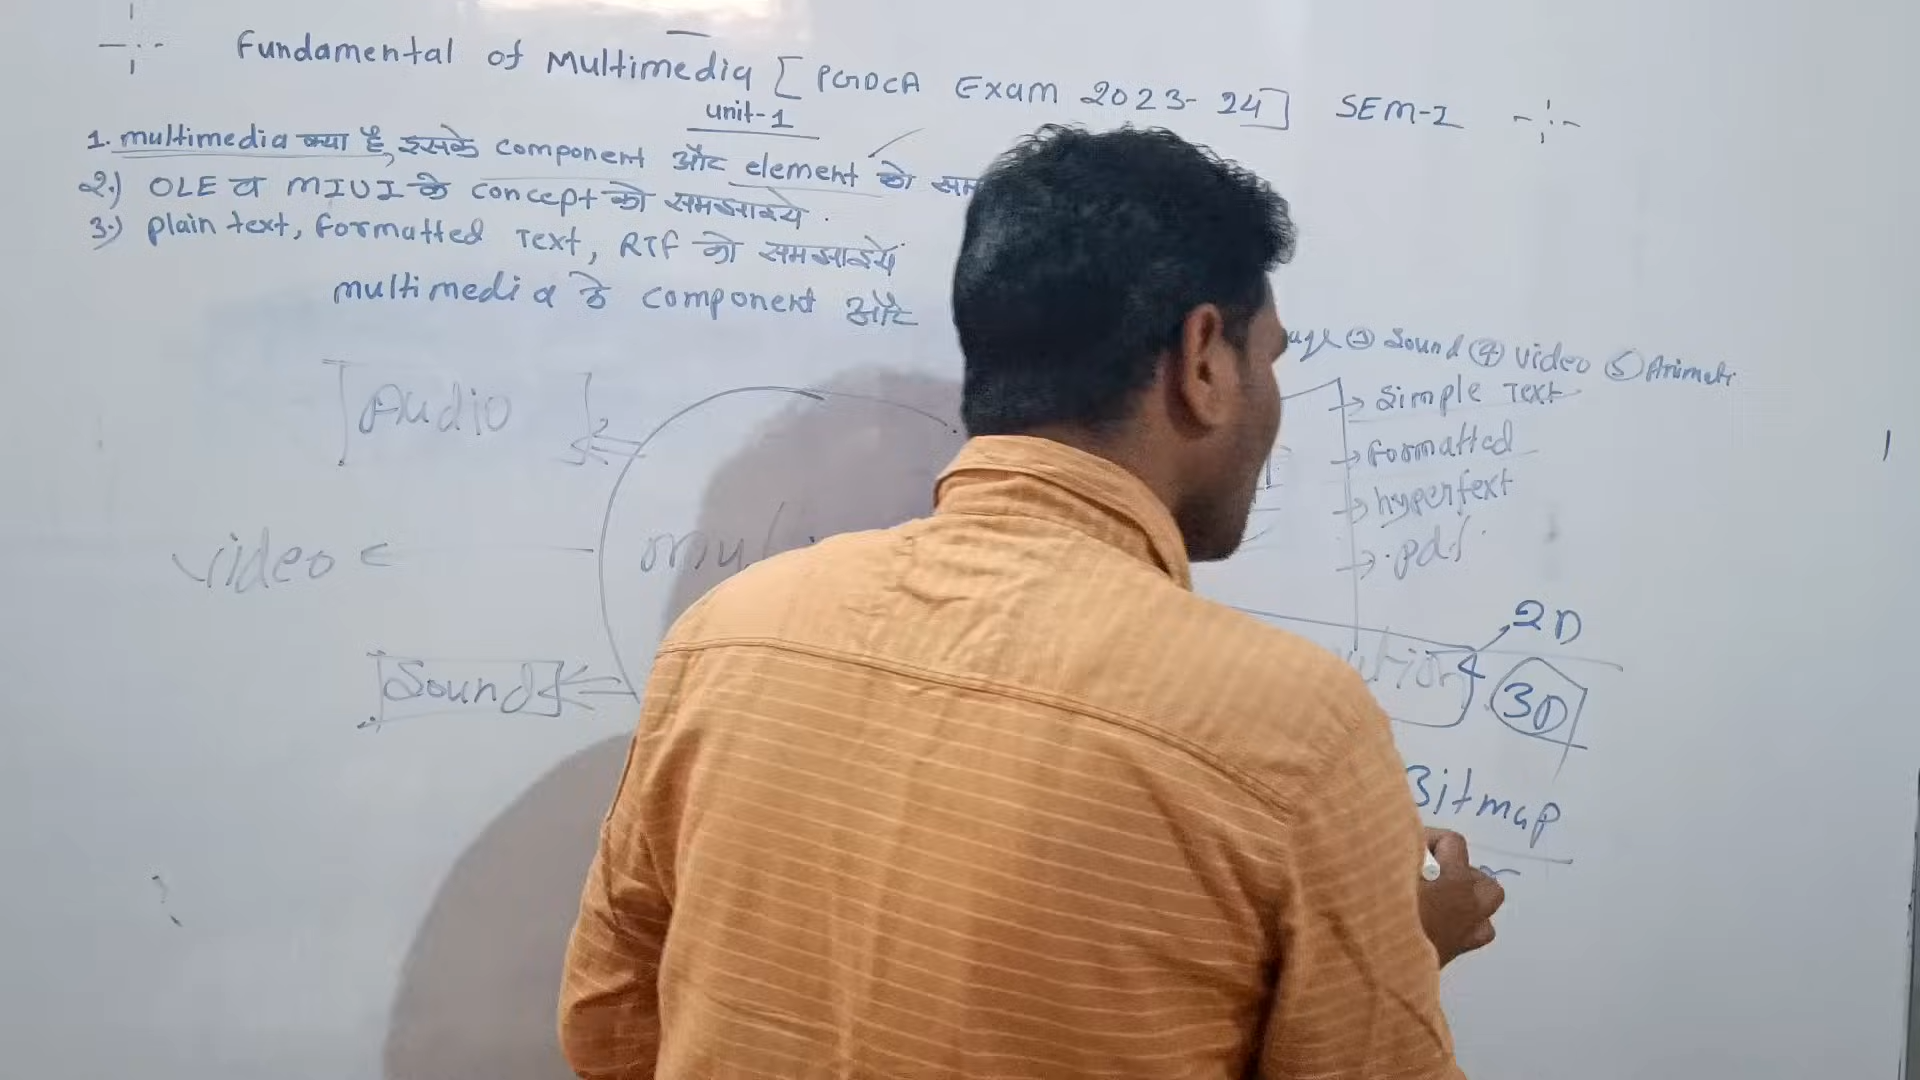 Fundamental of Multimedia [PGDCA Exam 2023-24] SEM-I
unit-1
1. multimedia क्या है, इसके component और element को सम
2.) OLE व MIUI के concept को समझाइये.
3.) plain text, Formatted Text, RTF को समझाइये
multimedia के component और
③ Sound ④ video ⑤ Animati
Audio
→ Simple Text
→ Formatted
→ hypertext
→ .pdf
video <
mul
2D
Sound
3D
Bitmap